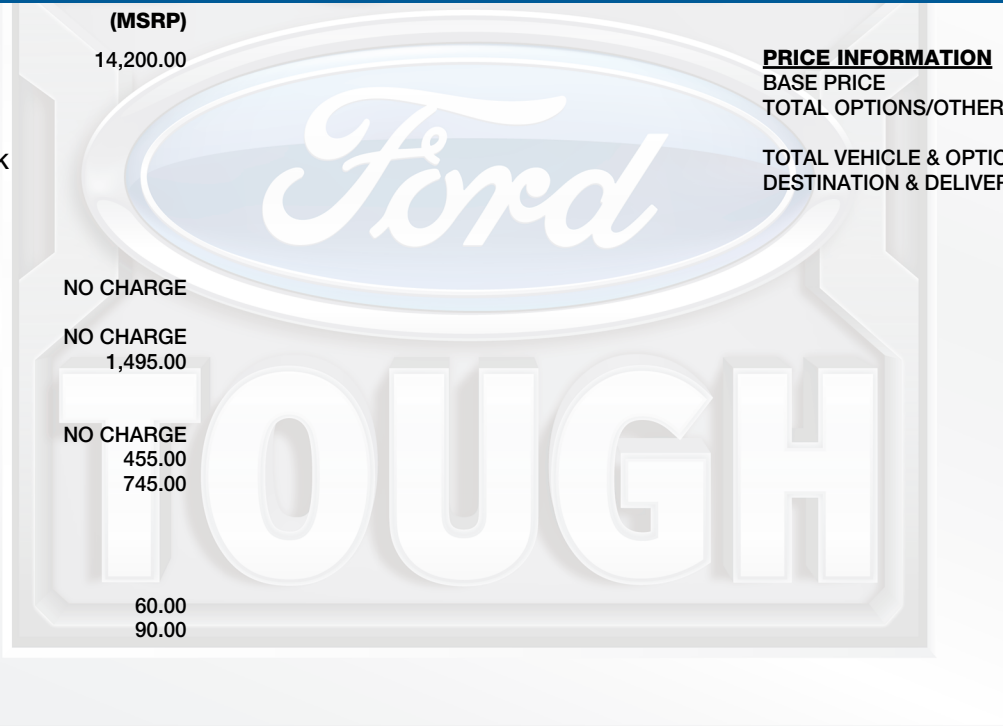 (MSRP)
14,200.00
K
NO CHARGE
NO CHARGE
1,495.00
NO CHARGE
455.00
745.00
60.00
90.00
PRICE INFORMATION
BASE PRICE
TOTAL OPTIONS/OTHER
TOTAL VEHICLE & OPTIO
DESTINATION & DELIVER
Ford
TOUGH